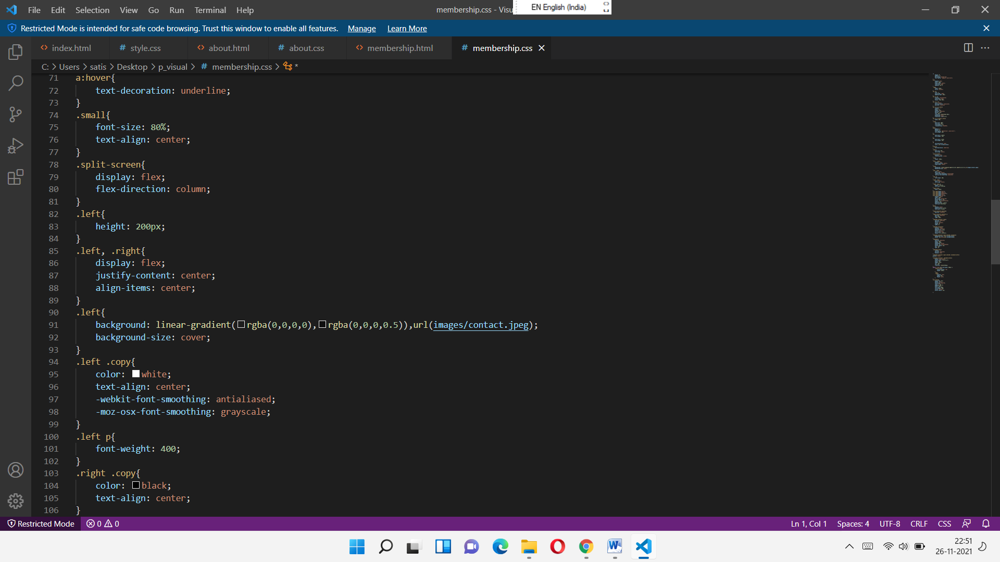 File Edit Selection View Go Run Terminal Help
membership.css - Visu
EN English (India)
Restricted Mode is intended for safe code browsing. Trust this window to enable all features. Manage Learn More
index.html # style.css about.html # about.css membership.html # membership.css
C: > Users > satis > Desktop > p_visual > # membership.css > *
71 a:hover{
72 text-decoration: underline;
73 }
74 .small{
75 font-size: 80%;
76 text-align: center;
77 }
78 .split-screen{
79 display: flex;
80 flex-direction: column;
81 }
82 .left{
83 height: 200px;
84 }
85 .left, .right{
86 display: flex;
87 justify-content: center;
88 align-items: center;
89 }
90 .left{
91 background: linear-gradient(rgba(0,0,0,0),rgba(0,0,0,0.5)),url(images/contact.jpeg);
92 background-size: cover;
93 }
94 .left .copy{
95 color: white;
96 text-align: center;
97 -webkit-font-smoothing: antialiased;
98 -moz-osx-font-smoothing: grayscale;
99 }
100 .left p{
101 font-weight: 400;
102 }
103 .right .copy{
104 color: black;
105 text-align: center;
106 }
Restricted Mode 0 0 Ln 1, Col 1 Spaces: 4 UTF-8 CRLF CSS
22:51
26-11-2021